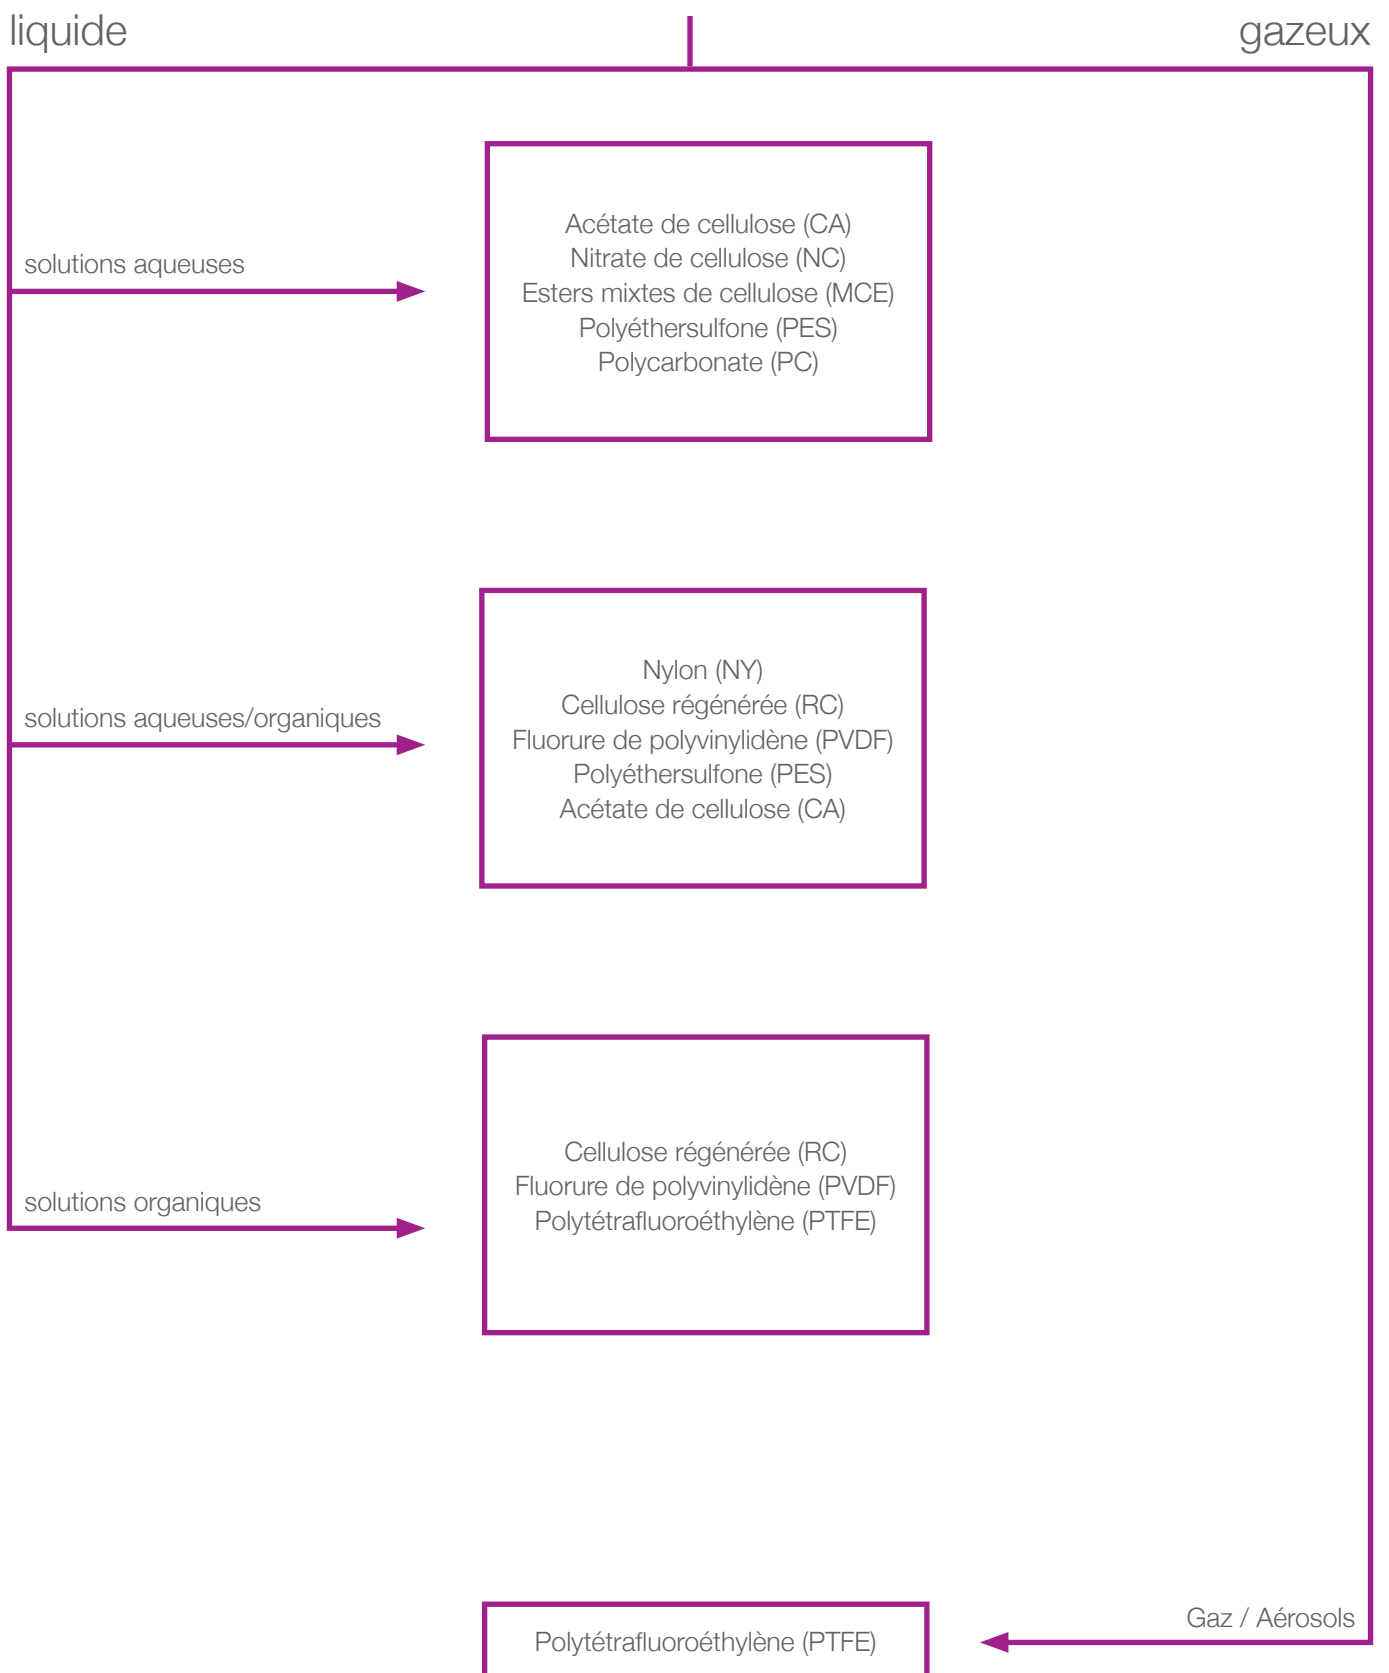 liquide
gazeux
solutions aqueuses
Acétate de cellulose (CA)
Nitrate de cellulose (NC)
Esters mixtes de cellulose (MCE)
Polyéthersulfone (PES)
Polycarbonate (PC)
solutions aqueuses/organiques
Nylon (NY)
Cellulose régénérée (RC)
Fluorure de polyvinylidène (PVDF)
Polyéthersulfone (PES)
Acétate de cellulose (CA)
solutions organiques
Cellulose régénérée (RC)
Fluorure de polyvinylidène (PVDF)
Polytétrafluoroéthylène (PTFE)
Gaz / Aérosols
Polytétrafluoroéthylène (PTFE)